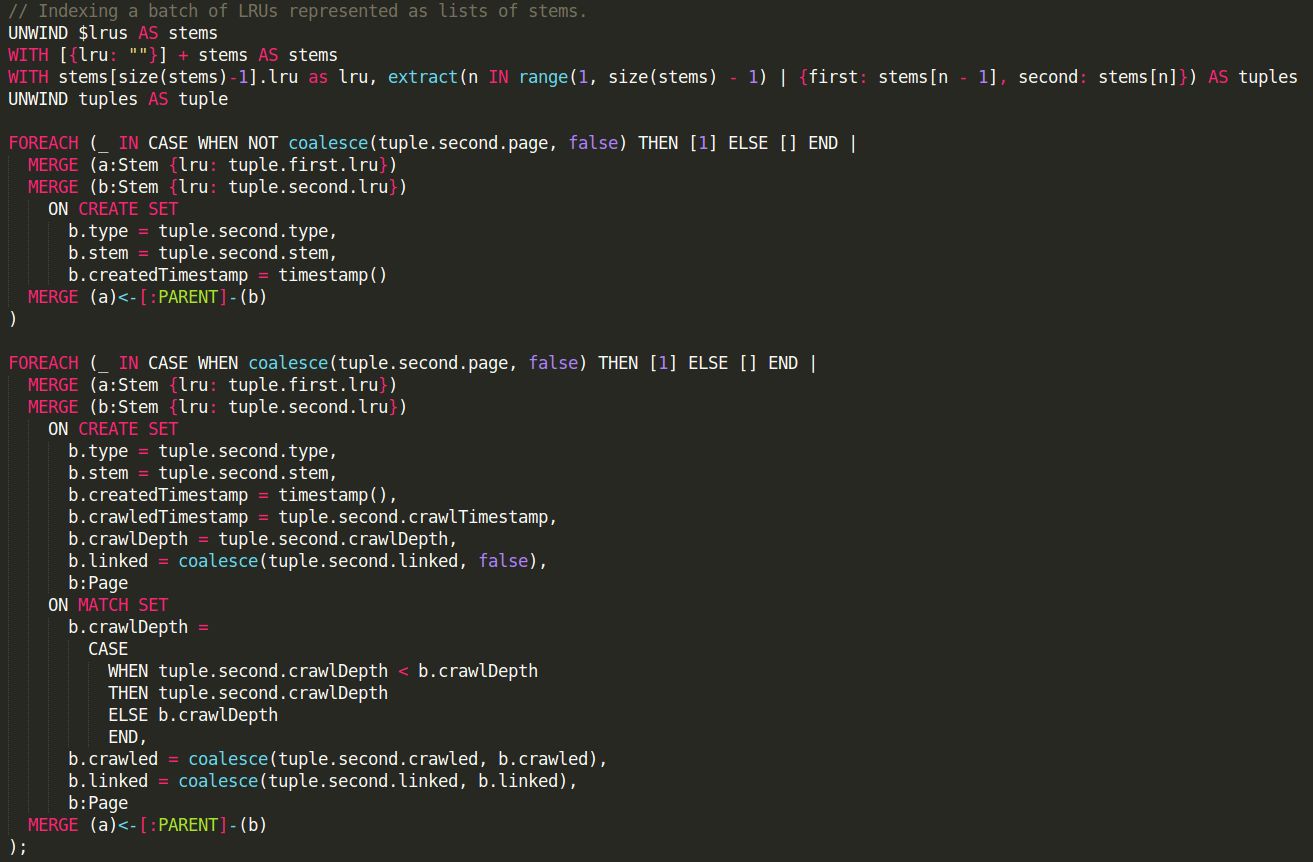 // Indexing a batch of LRUs represented as lists of stems.
UNWIND $lrus AS stems
WITH [{lru: ""}] + stems AS stems
WITH stems[size(stems)-1].lru as lru, extract(n IN range(1, size(stems) - 1) | {first: stems[n - 1], second: stems[n]}) AS tuples
UNWIND tuples AS tuple

FOREACH (_ IN CASE WHEN NOT coalesce(tuple.second.page, false) THEN [1] ELSE [] END |
  MERGE (a:Stem {lru: tuple.first.lru})
  MERGE (b:Stem {lru: tuple.second.lru})
    ON CREATE SET
      b.type = tuple.second.type,
      b.stem = tuple.second.stem,
      b.createdTimestamp = timestamp()
  MERGE (a)<-[:PARENT]-(b)
)

FOREACH (_ IN CASE WHEN coalesce(tuple.second.page, false) THEN [1] ELSE [] END |
  MERGE (a:Stem {lru: tuple.first.lru})
  MERGE (b:Stem {lru: tuple.second.lru})
    ON CREATE SET
      b.type = tuple.second.type,
      b.stem = tuple.second.stem,
      b.createdTimestamp = timestamp(),
      b.crawledTimestamp = tuple.second.crawlTimestamp,
      b.crawlDepth = tuple.second.crawlDepth,
      b.linked = coalesce(tuple.second.linked, false),
      b:Page
    ON MATCH SET
      b.crawlDepth =
        CASE
          WHEN tuple.second.crawlDepth < b.crawlDepth
          THEN tuple.second.crawlDepth
          ELSE b.crawlDepth
          END,
      b.crawled = coalesce(tuple.second.crawled, b.crawled),
      b.linked = coalesce(tuple.second.linked, b.linked),
      b:Page
  MERGE (a)<-[:PARENT]-(b)
);